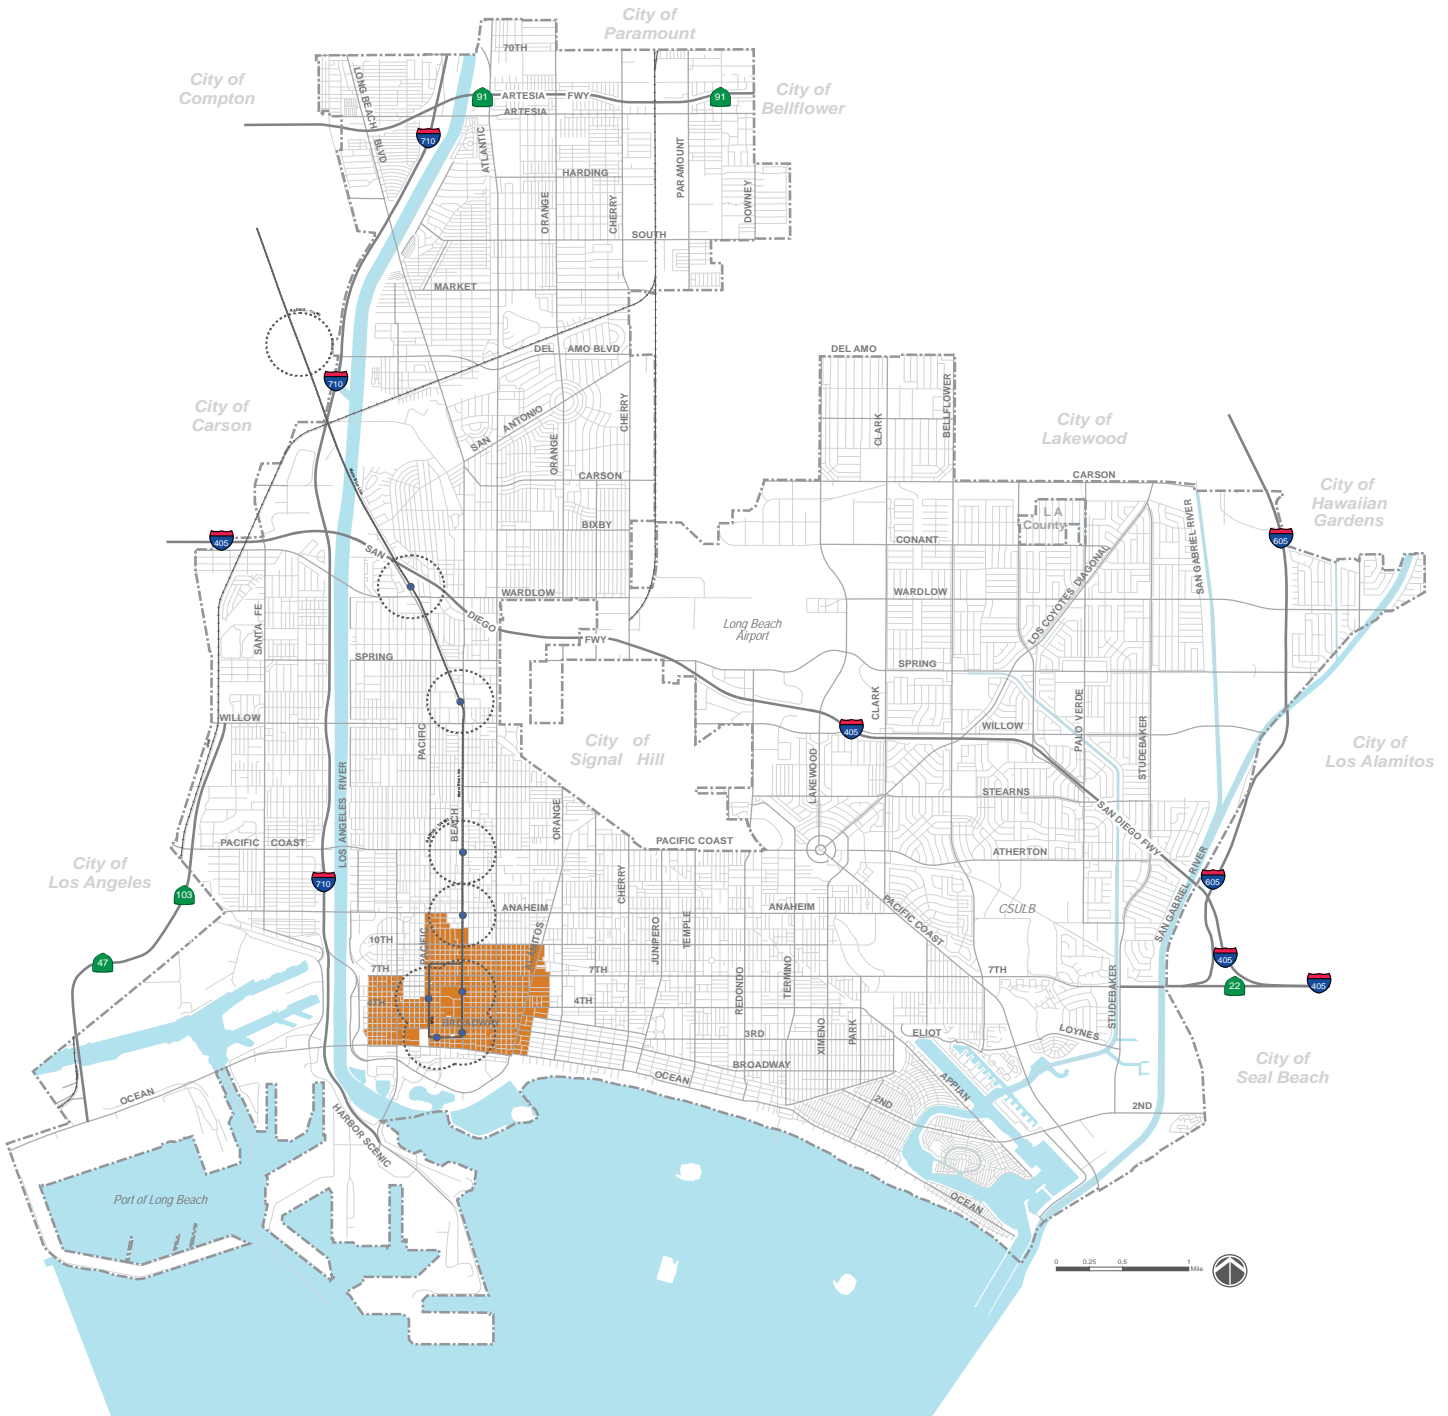 City of
Paramount
70TH
City of
Compton
LONG BEACH BLVD
91
ARTESIA FWY
91
City of
Bellflower
ARTESIA
710
ATLANTIC
PARAMOUNT
HARDING
ORANGE
CHERRY
DOWNEY
SOUTH
MARKET
DEL AMO BLVD
DEL AMO
710
City of
Carson
SAN ANTONIO
ORANGE
CHERRY
CLARK
BELLFLOWER
City of
Lakewood
CARSON
CARSON
City of
Hawaiian
Gardens
L A
County
BIXBY
405
CONANT
605
SAN GABRIEL RIVER
SAN DIEGO FWY
WARDLOW
WARDLOW
LOS COYOTES DIAGONAL
SANTA FE
Long Beach
Airport
SPRING
SPRING
CLARK
WILLOW
PACIFIC
405
WILLOW
PALO VERDE
STUDEBAKER
City of
Signal Hill
City of
Los Alamitos
LOS ANGELES RIVER
LAKEWOOD
STEARNS
SAN DIEGO FWY
BEACH
ORANGE
PACIFIC COAST
PACIFIC COAST
ATHERTON
City of
Los Angeles
710
103
CHERRY
605
ANAHEIM
ANAHEIM
PACIFIC COAST
CSULB
SAN GABRIEL RIVER
10TH
PACIFIC
JUNIPERO
TEMPLE
47
7TH
7TH
REDONDO
TERMINO
7TH
405
22
405
4TH
STUDEBAKER
3RD
XIMENO
PARK
ELIOT
LOYNES
BROADWAY
City of
Seal Beach
OCEAN
OCEAN
APPIAN
2ND
2ND
HARBOR SCENIC
Port of Long Beach
OCEAN
0 0.25 0.5 1
Mile